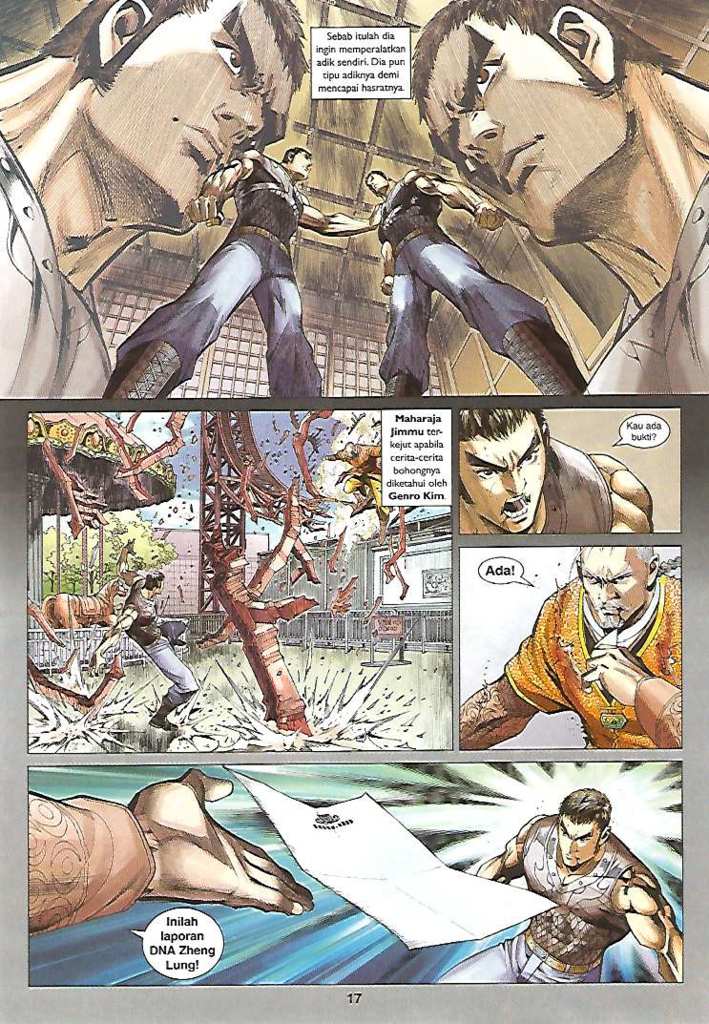 Sebab itulah dia
ingin memperalatkan
adik sendiri. Dia pun
tipu adiknya demi
mencapai hasratnya.
Maharaja
Jimmu ter-
kejut apabila
cerita-cerita
bohongnya
diketahui oleh
Genro Kim.
Kau ada
bukti?
Ada!
Inilah
laporan
DNA Zheng
Lung!
17